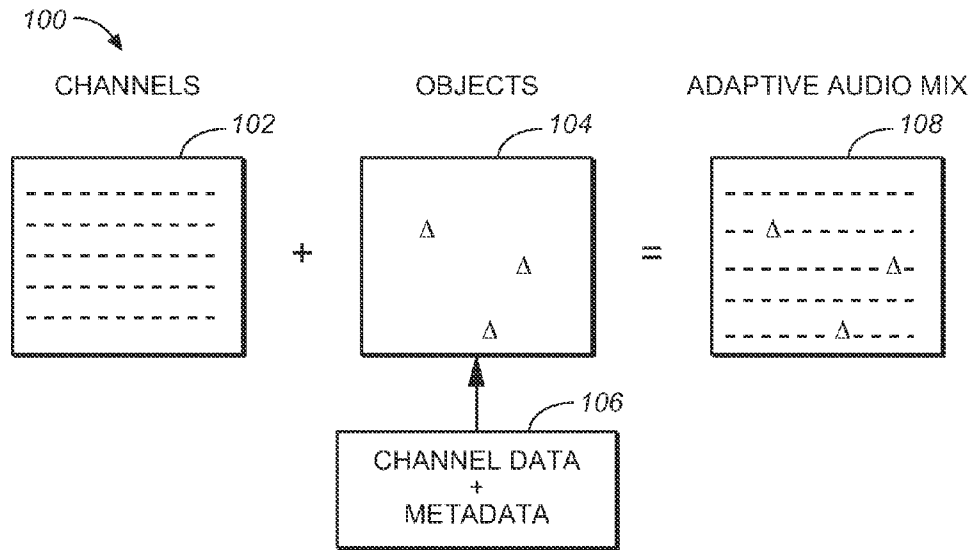 100
CHANNELS
OBJECTS
ADAPTIVE AUDIO MIX
102
104
108
Δ
Δ
Δ
+
=
Δ
Δ
Δ
106
CHANNEL DATA
+
METADATA